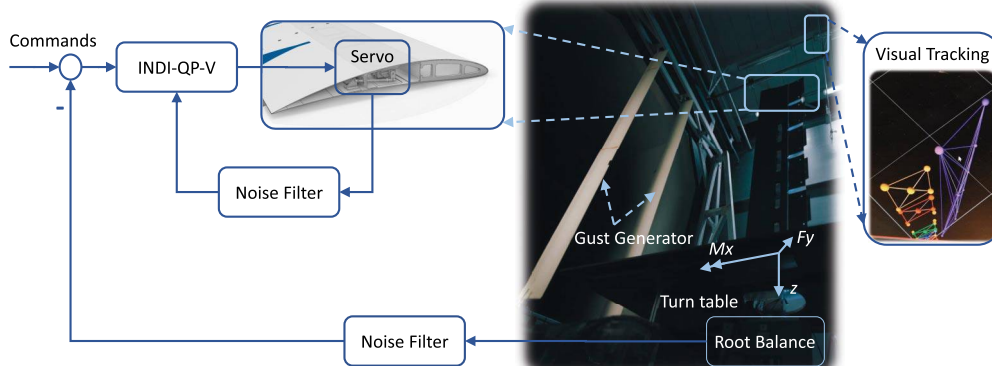 Commands
INDI-QP-V
Servo
-
Noise Filter
Visual Tracking
Gust Generator
Fy
Mx
z
Turn table
Noise Filter
Root Balance